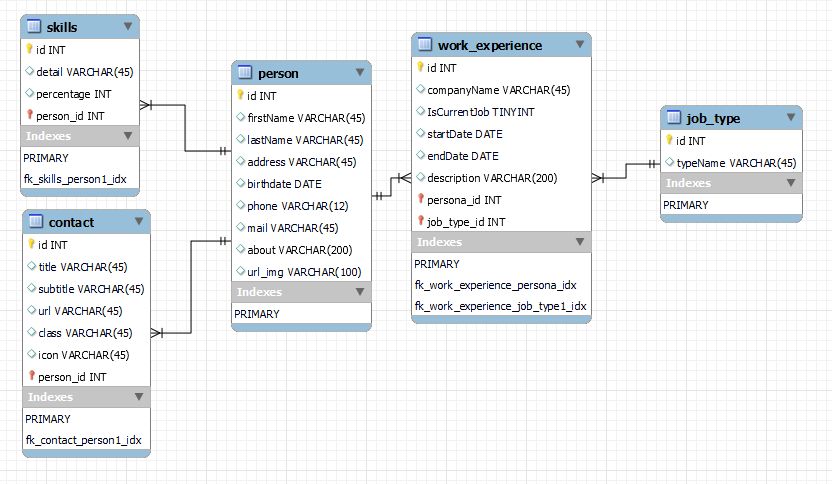 skills
id INT
detail VARCHAR(45)
percentage INT
person_id INT
Indexes
PRIMARY
fk_skills_person1_idx
contact
id INT
title VARCHAR(45)
subtitle VARCHAR(45)
url VARCHAR(45)
class VARCHAR(45)
icon VARCHAR(45)
person_id INT
Indexes
PRIMARY
fk_contact_person1_idx
person
id INT
firstName VARCHAR(45)
lastName VARCHAR(45)
address VARCHAR(45)
birthdate DATE
phone VARCHAR(12)
mail VARCHAR(45)
about VARCHAR(200)
url_img VARCHAR(100)
Indexes
PRIMARY
work_experience
id INT
companyName VARCHAR(45)
IsCurrentJob TINYINT
startDate DATE
endDate DATE
description VARCHAR(200)
persona_id INT
job_type_id INT
Indexes
PRIMARY
fk_work_experience_persona_idx
fk_work_experience_job_type1_idx
job_type
id INT
typeName VARCHAR(45)
Indexes
PRIMARY